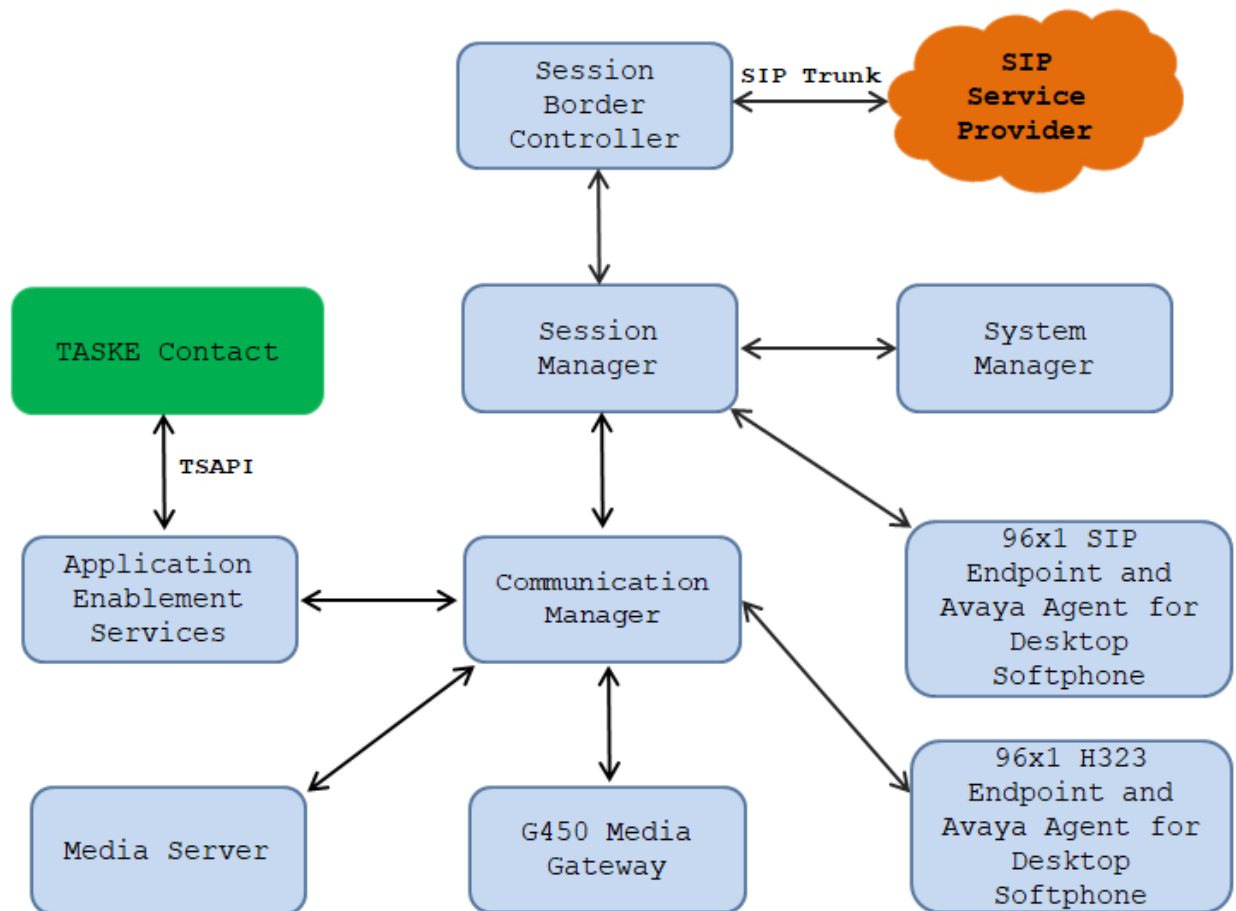 Session
Border
Controller
SIP Trunk
SIP
Service
Provider
TASKE Contact
Session
Manager
System
Manager
TSAPI
Application
Enablement
Services
Communication
Manager
96x1 SIP
Endpoint and
Avaya Agent for
Desktop
Softphone
Media Server
G450 Media
Gateway
96x1 H323
Endpoint and
Avaya Agent for
Desktop
Softphone